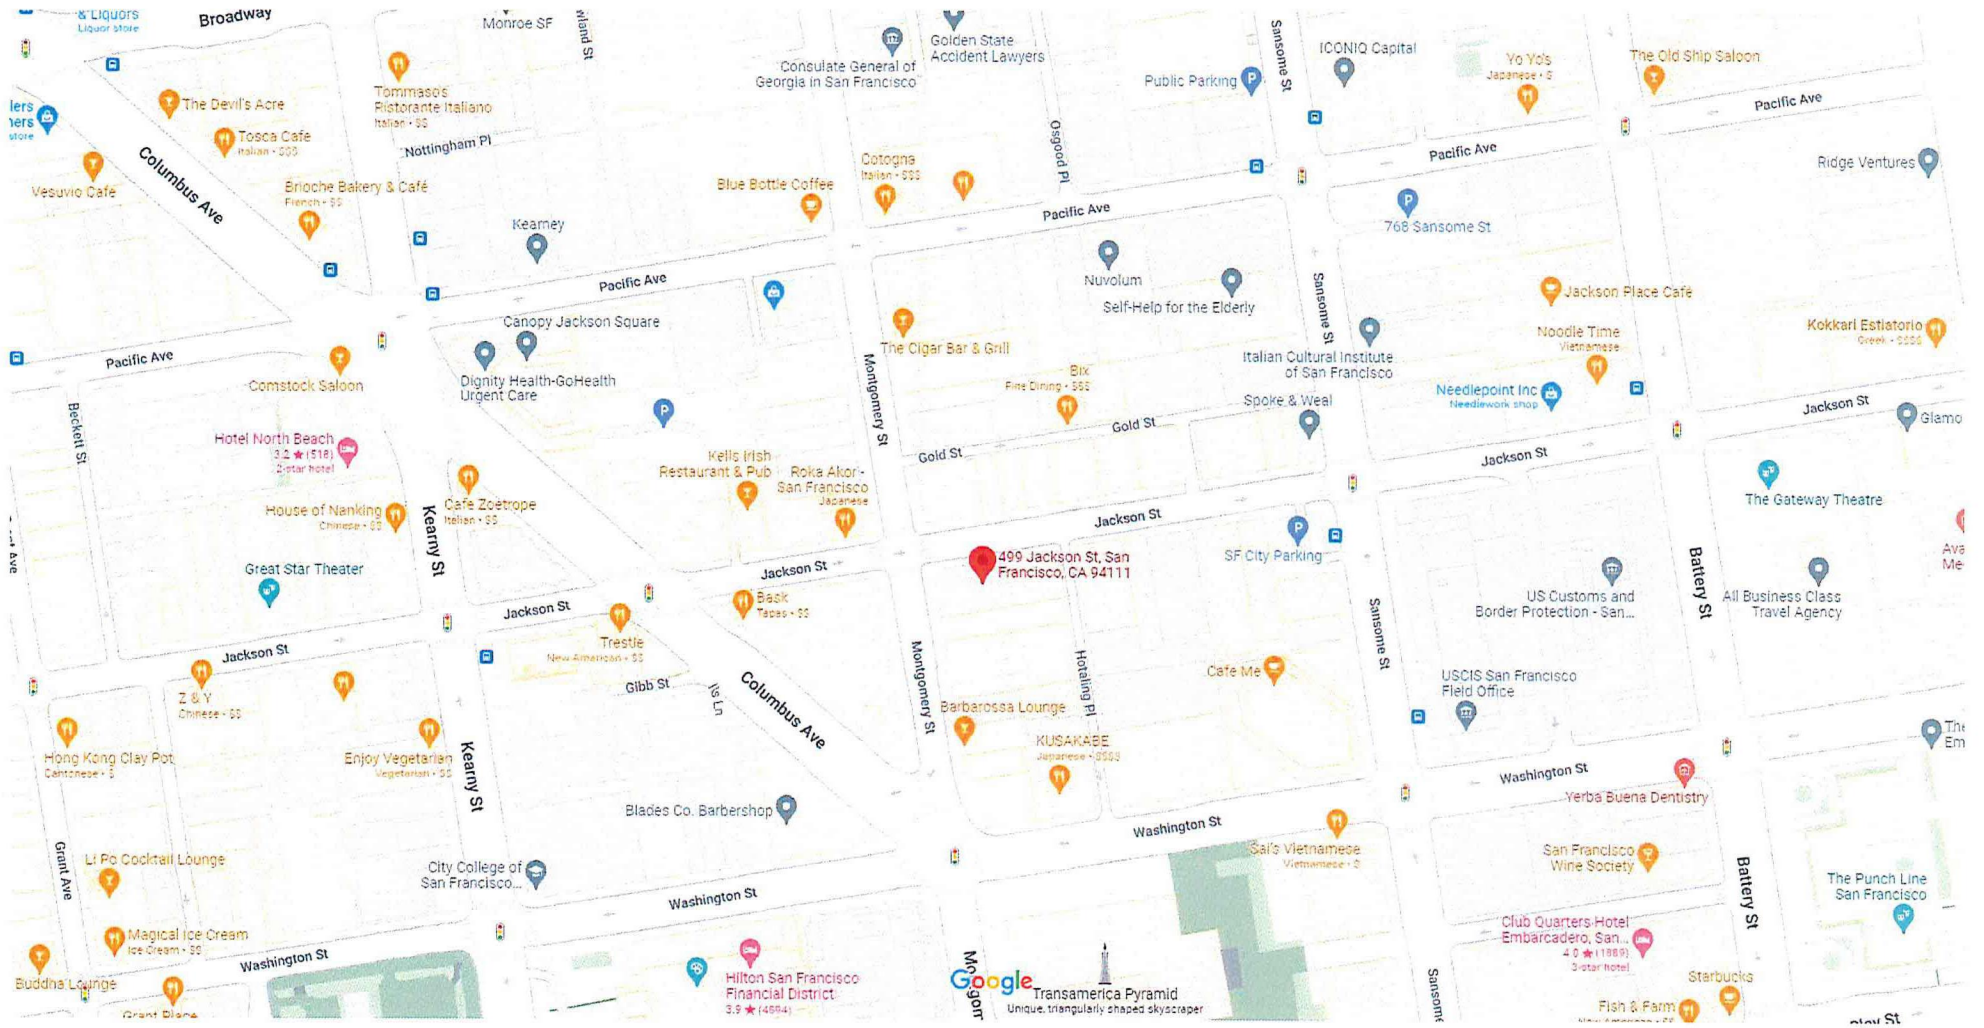 & Liquors
Liquor store
Broadway
Monroe SF
Consulate General of
Georgia in San Francisco
Golden State
Accident Lawyers
Sansome St
ICONIQ Capital
Public Parking
Yo Yo's
Japanese • $
The Old Ship Saloon
Pacific Ave
The Devil's Acre
Tommaso's
Ristorante Italiano
Italian • $$
Tosca Cafe
Italian • $$$
Nottingham Pl
Osgood Pl
Pacific Ave
Ridge Ventures
Vesuvio Cafe
Columbus Ave
Brioche Bakery & Café
French • $$
Blue Bottle Coffee
Cotogna
Italian • $$$
Pacific Ave
768 Sansome St
Kearney
Pacific Ave
Nuvolum
Self-Help for the Elderly
Sansome St
Jackson Place Café
Canopy Jackson Square
The Cigar Bar & Grill
Noodle Time
Vietnamese
Kokkari Estiatorio
Greek • $$$$
Pacific Ave
Comstock Saloon
Dignity Health-GoHealth
Urgent Care
Montgomery St
Bix
Fine Dining • $$$
Italian Cultural Institute
of San Francisco
Spoke & Weal
Needlepoint Inc
Needlework shop
Jackson St
Glamo
Beckett St
Hotel North Beach
3.2 ★ (518)
2-star hotel
Gold St
Gold St
Jackson St
Kells Irish
Restaurant & Pub
Roka Akor -
San Francisco
Japanese
The Gateway Theatre
House of Nanking
Chinese • $$
Kearny St
Cafe Zoetrope
Italian • $$
Jackson St
SF City Parking
499 Jackson St, San
Francisco, CA 94111
Great Star Theater
Jackson St
Battery St
US Customs and
Border Protection - San...
All Business Class
Travel Agency
Jackson St
Bask
Tapas • $$
Trestle
New American • $$
Sansome St
Jackson St
Gibb St
Columbus Ave
Montgomery St
Hotaling Pl
Cafe Me
USCIS San Francisco
Field Office
Z & Y
Chinese • $$
Barbarossa Lounge
KUSAKABE
Japanese • $$$$
Hong Kong Clay Pot
Cantonese • $
Enjoy Vegetarian
Vegetarian • $$
Kearny St
Washington St
Yerba Buena Dentistry
Blades Co. Barbershop
Washington St
Sai's Vietnamese
Vietnamese • $
San Francisco
Wine Society
Grant Ave
Li Po Cocktail Lounge
City College of
San Francisco...
Washington St
Battery St
The Punch Line
San Francisco
Magical Ice Cream
Ice Cream • $$
Washington St
Club Quarters Hotel
Embarcadero, San...
4.0 ★ (1889)
3-star hotel
Buddha Lounge
Grant Place
Hilton San Francisco
Financial District
3.9 ★ (4694)
Google
Transamerica Pyramid
Unique, triangularly shaped skyscraper
Sansome
Starbucks
Fish & Farm